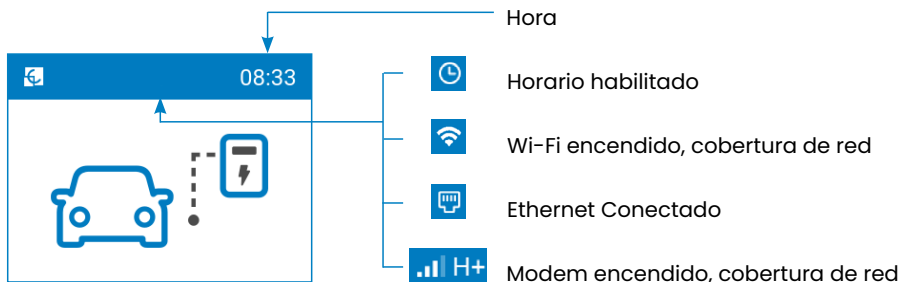 Hora
08:33
Horario habilitado
Wi-Fi encendido, cobertura de red
Ethernet Conectado
H+
Modem encendido, cobertura de red